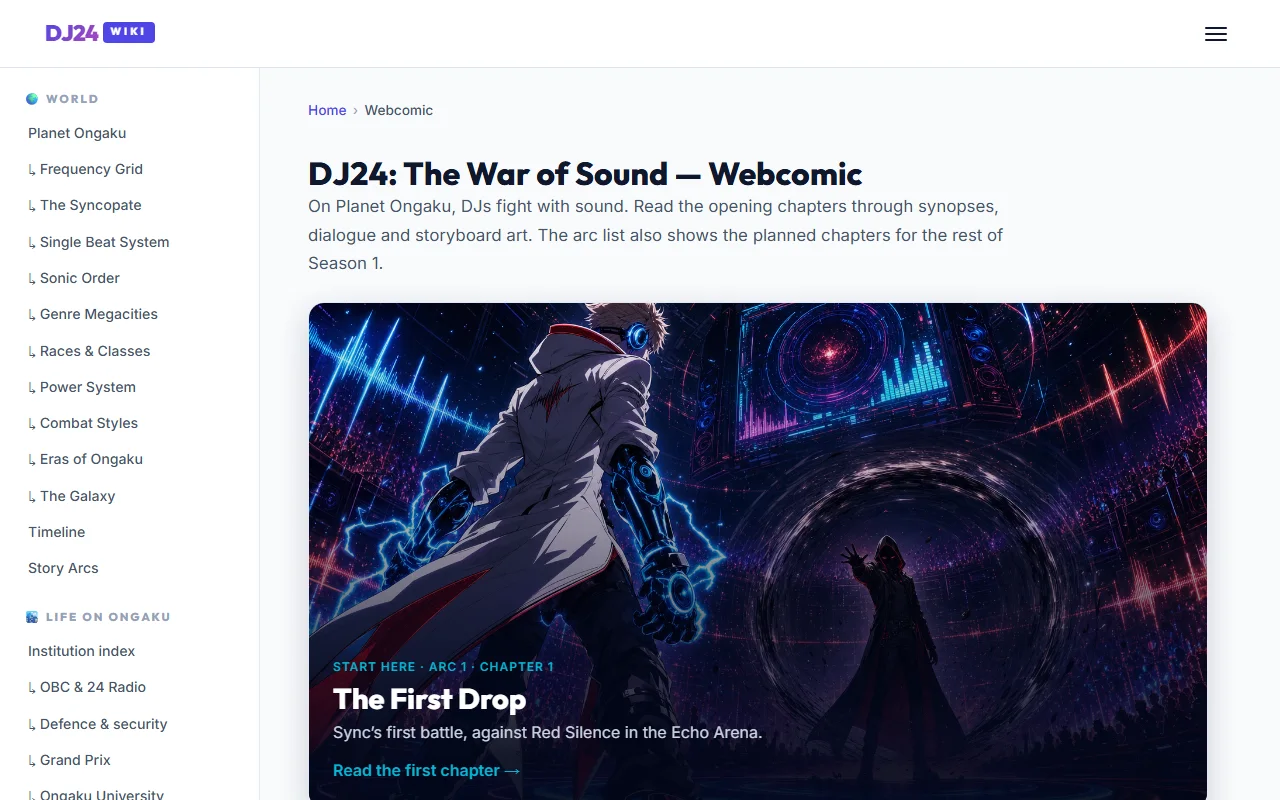 DJ24 WIKI
WORLD
Planet Ongaku
↳ Frequency Grid
↳ The Syncopate
↳ Single Beat System
↳ Sonic Order
↳ Genre Megacities
↳ Races & Classes
↳ Power System
↳ Combat Styles
↳ Eras of Ongaku
↳ The Galaxy
Timeline
Story Arcs
LIFE ON ONGAKU
Institution index
↳ OBC & 24 Radio
↳ Defence & security
↳ Grand Prix
↳ Ongaku University
Home › Webcomic
DJ24: The War of Sound — Webcomic
On Planet Ongaku, DJs fight with sound. Read the opening chapters through synopses,
dialogue and storyboard art. The arc list also shows the planned chapters for the rest of
Season 1.
START HERE · ARC 1 · CHAPTER 1
The First Drop
Sync’s first battle, against Red Silence in the Echo Arena.
Read the first chapter →